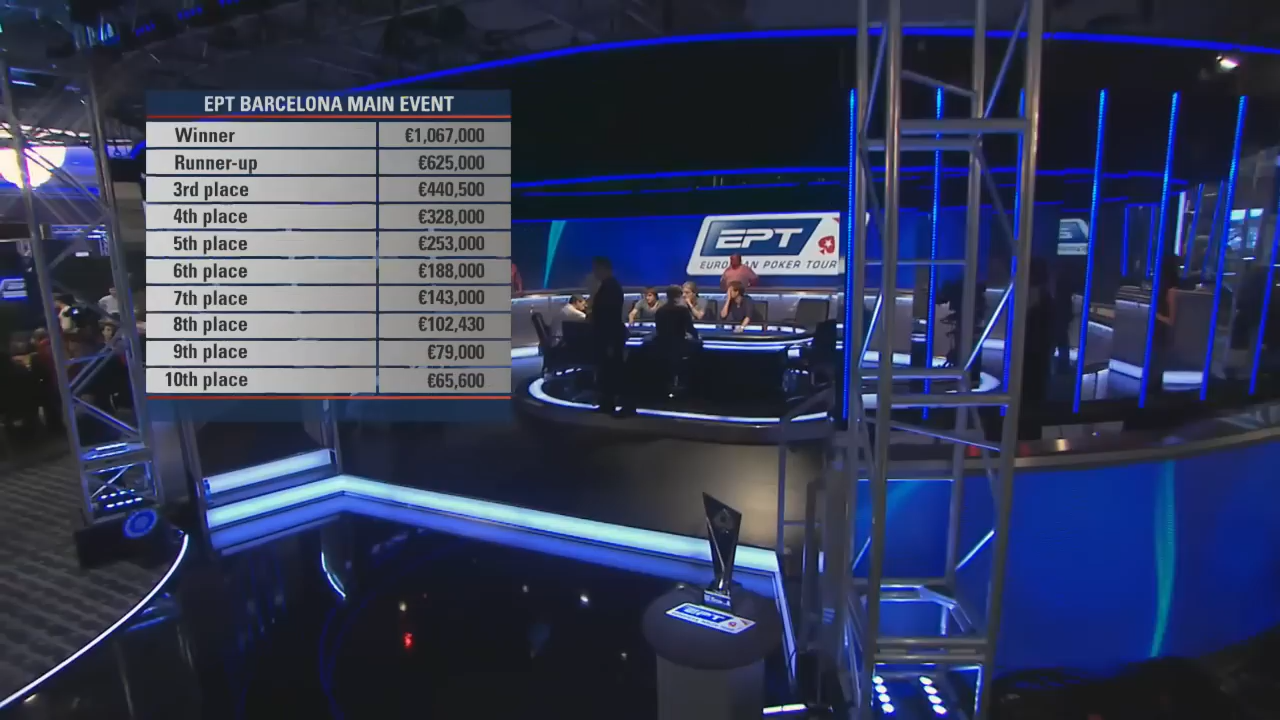 EPT BARCELONA MAIN EVENT
Winner €1,067,000
Runner-up €625,000
3rd place €440,500
4th place €328,000
5th place €253,000
6th place €188,000
7th place €143,000
8th place €102,430
9th place €79,000
10th place €65,600
EPT
POKER TOUR
EPT